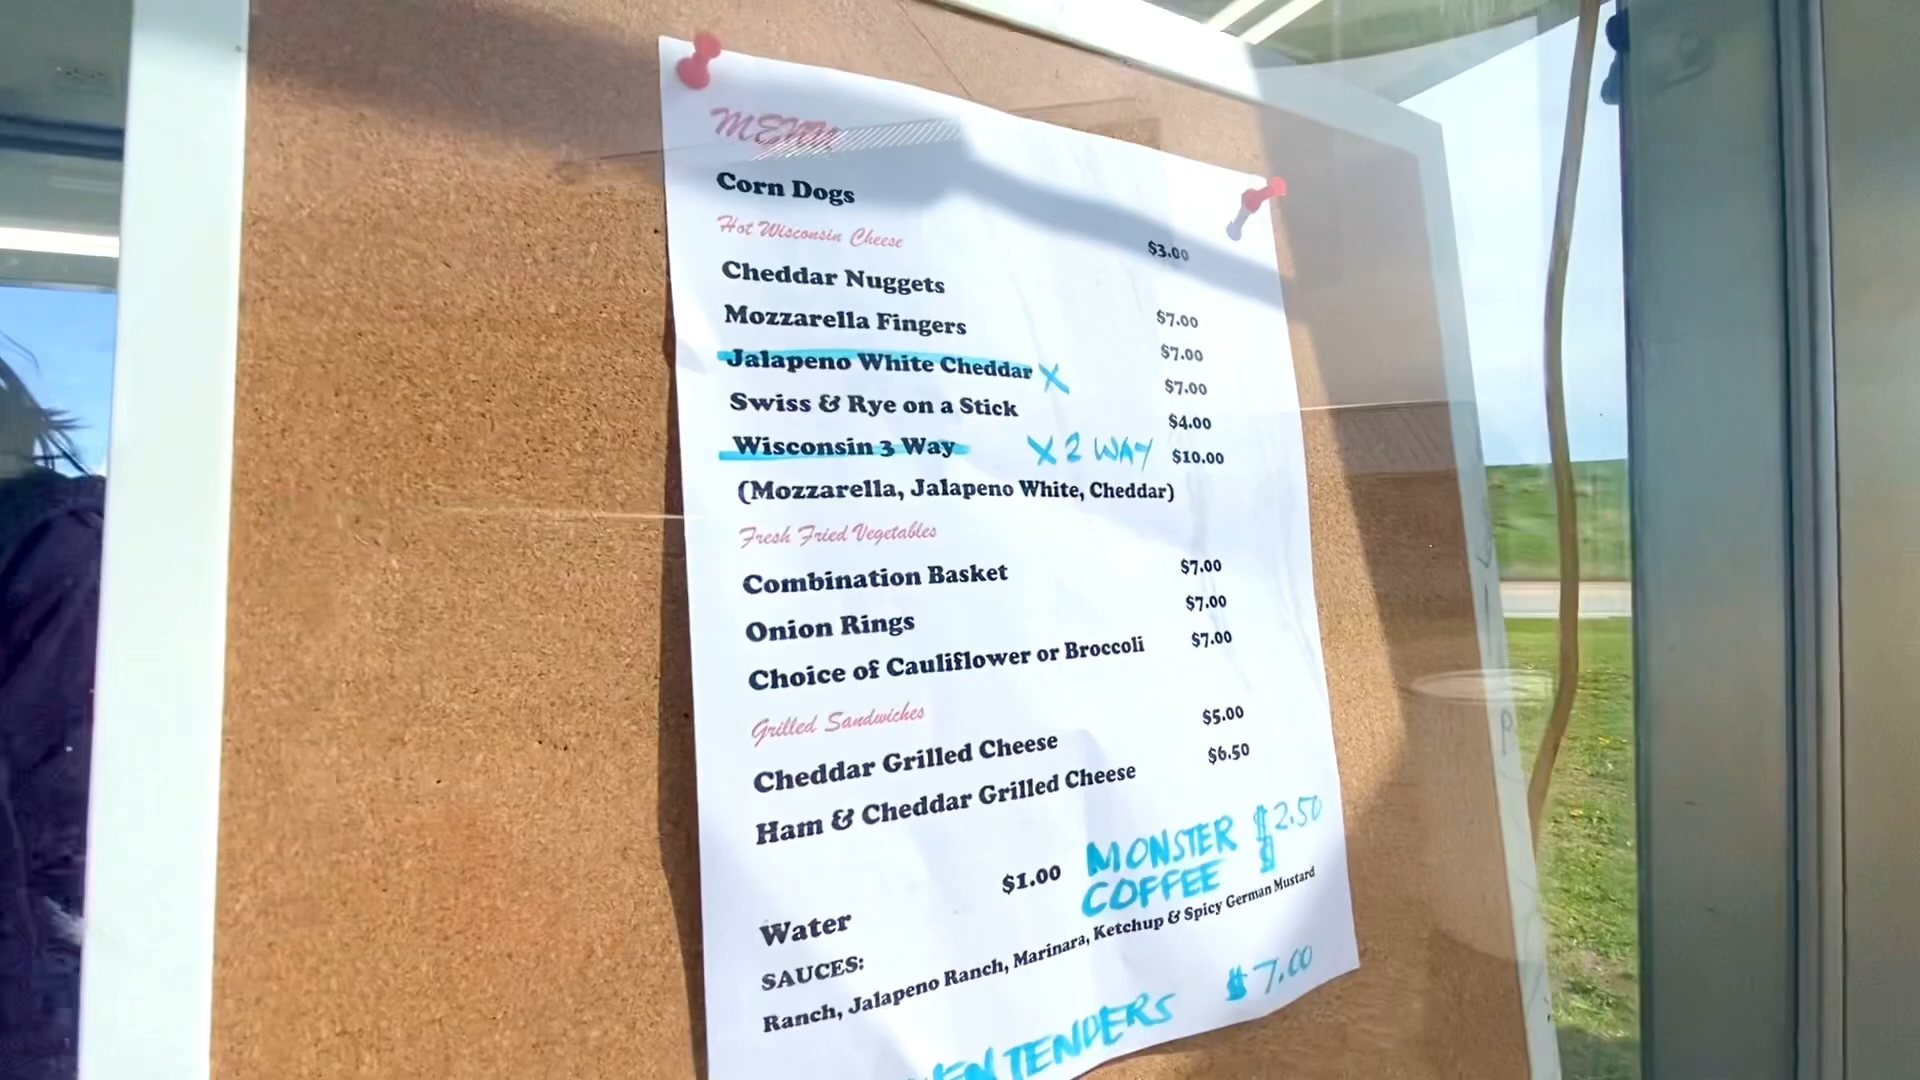 MENU
Corn Dogs $3.00
Hot Wisconsin Cheese
Cheddar Nuggets $7.00
Mozzarella Fingers $7.00
Jalapeno White Cheddar X $7.00
Swiss & Rye on a Stick $4.00
Wisconsin 3 Way X 2 WAY $10.00
(Mozzarella, Jalapeno White, Cheddar)
Fresh Fried Vegetables
Combination Basket $7.00
Onion Rings $7.00
Choice of Cauliflower or Broccoli $7.00
Grilled Sandwiches
Cheddar Grilled Cheese $5.00
Ham & Cheddar Grilled Cheese $6.50
MONSTER $2.50
COFFEE
Water $1.00
SAUCES:
Ranch, Jalapeno Ranch, Marinara, Ketchup & Spicy German Mustard
TENDERS $7.00